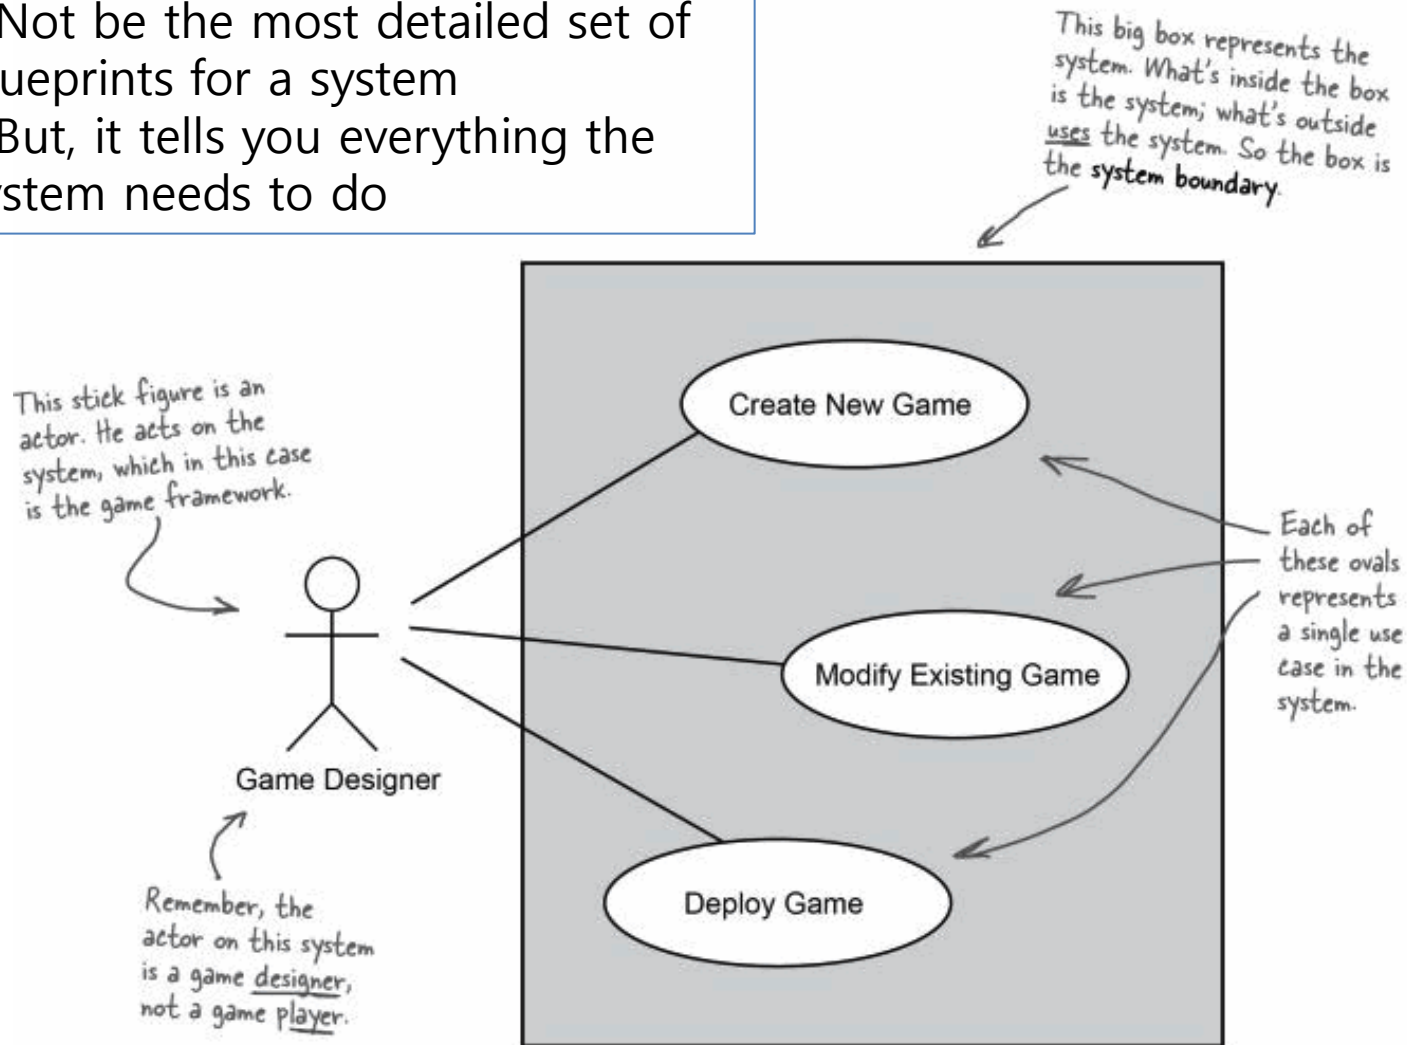 Not be the most detailed set of
ueprints for a system
But, it tells you everything the
stem needs to do
This big box represents the
system. What's inside the box
is the system; what's outside
uses the system. So the box is
the system boundary.
This stick figure is an
actor. He acts on the
system, which in this case
is the game framework.
Create New Game
Each of
these ovals
represents
a single use
case in the
system.
Modify Existing Game
Game Designer
Deploy Game
Remember, the
actor on this system
is a game designer,
not a game player.